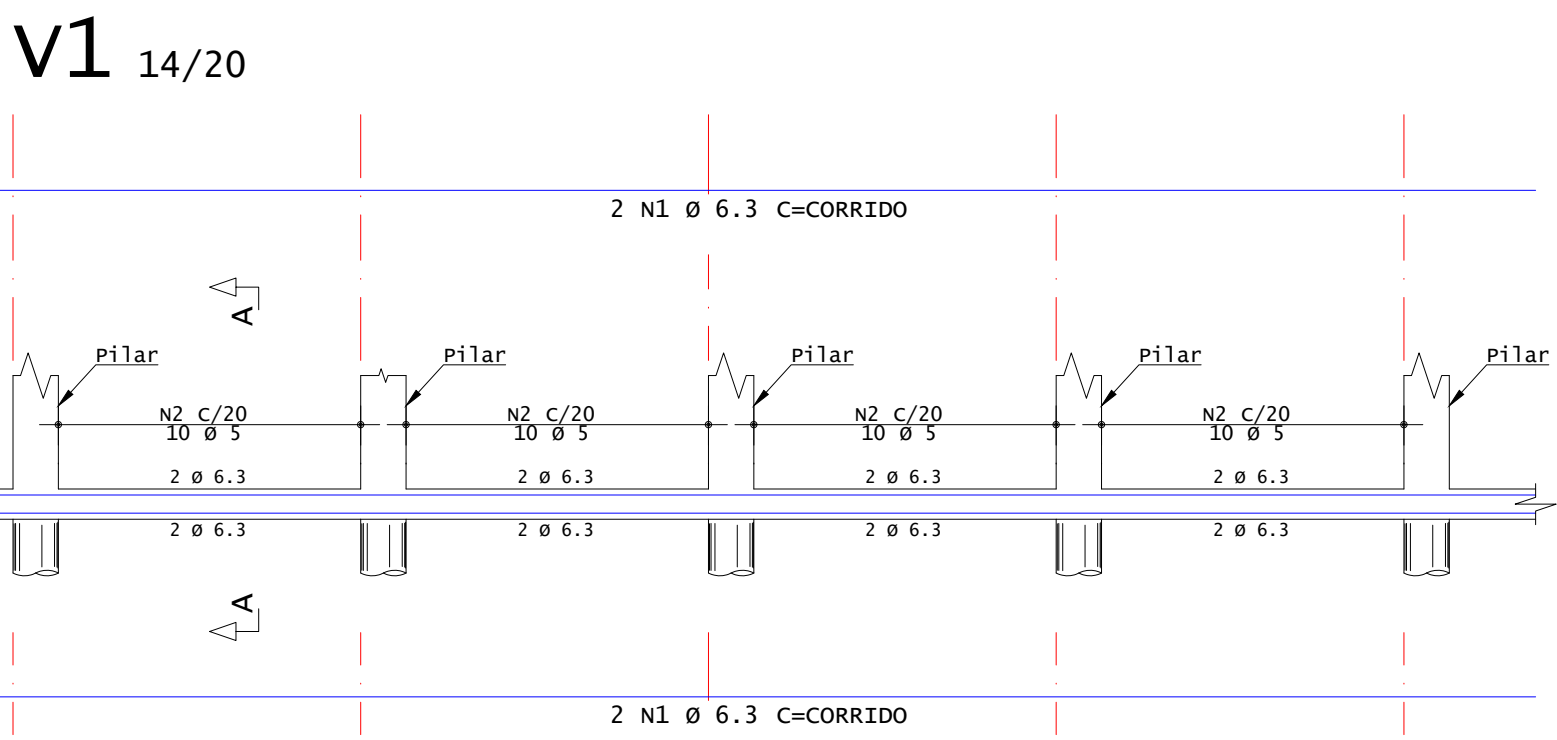 V1 14/20
2 N1 Ø 6.3 C=CORRIDO
A
Pilar Pilar Pilar Pilar Pilar
N2 C/20 N2 C/20 N2 C/20 N2 C/20
10 Ø 5 10 Ø 5 10 Ø 5 10 Ø 5
2 Ø 6.3 2 Ø 6.3 2 Ø 6.3 2 Ø 6.3
2 Ø 6.3 2 Ø 6.3 2 Ø 6.3 2 Ø 6.3
A
2 N1 Ø 6.3 C=CORRIDO